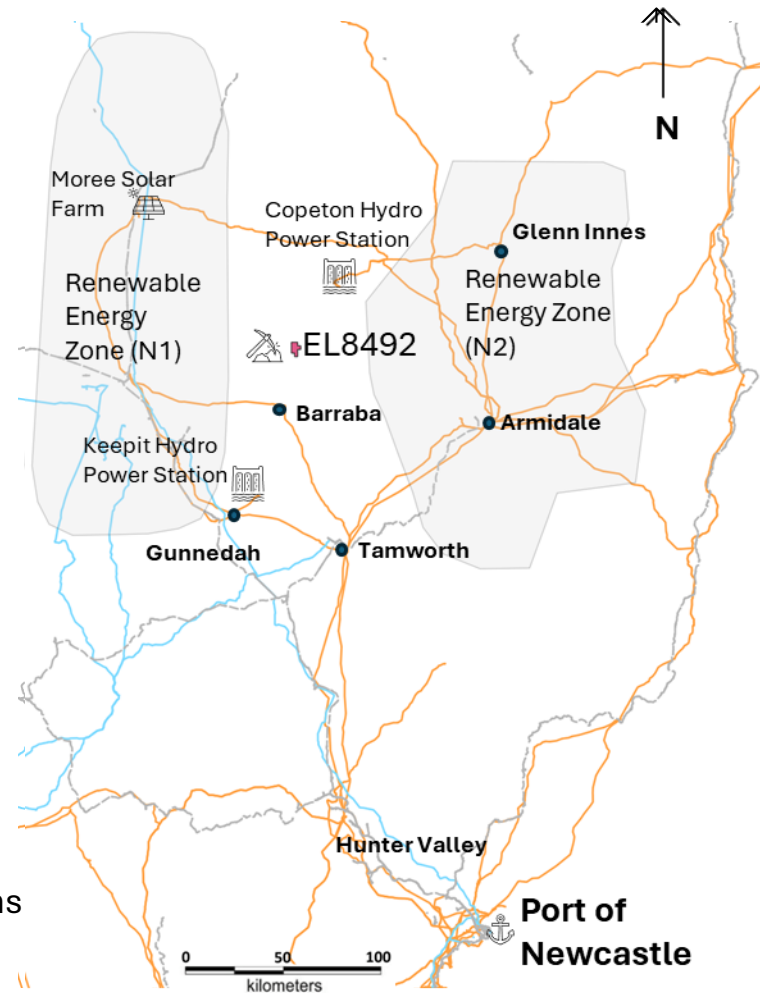 N
Moree Solar
Farm
Copeton Hydro
Power Station
Glenn Innes
Renewable
Energy
Zone (N1)
Renewable
Energy Zone
(N2)
EL8492
Barraba
Armidale
Keepit Hydro
Power Station
Gunnedah
Tamworth
Hunter Valley
ns
Port of
Newcastle
0 50 100
kilometers